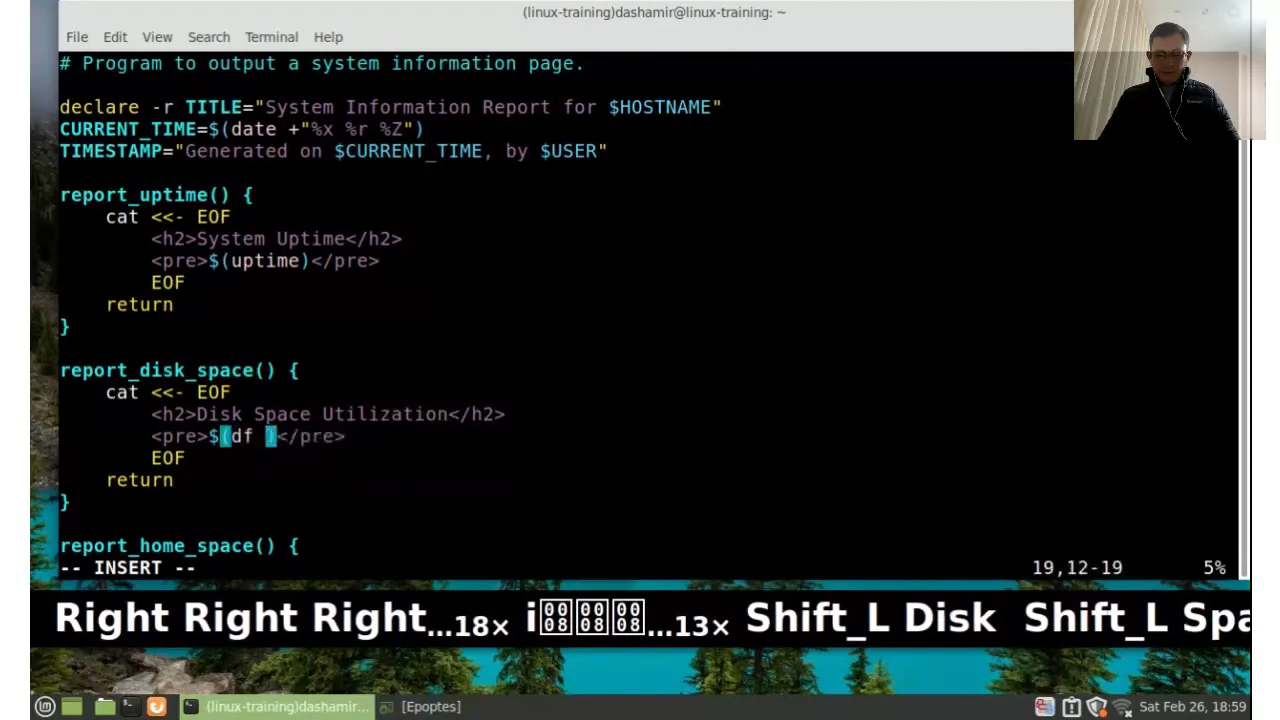 (linux-training)dashamir@linux-training: ~
File Edit View Search Terminal Help
# Program to output a system information page.
declare -r TITLE="System Information Report for $HOSTNAME"
CURRENT_TIME=$(date +"%x %r %Z")
TIMESTAMP="Generated on $CURRENT_TIME, by $USER"
report_uptime() {
cat <<- EOF
<h2>System Uptime</h2>
<pre>$(uptime)</pre>
EOF
return
}
report_disk_space() {
cat <<- EOF
<h2>Disk Space Utilization</h2>
<pre>$(df )</pre>
EOF
return
}
report_home_space() {
-- INSERT -- 19,12-19 5%
Right Right Right...18× i...13× Shift_L Disk Shift_L Spa
(linux-training)dashamir... [Epoptes] Sat Feb 26, 18:59